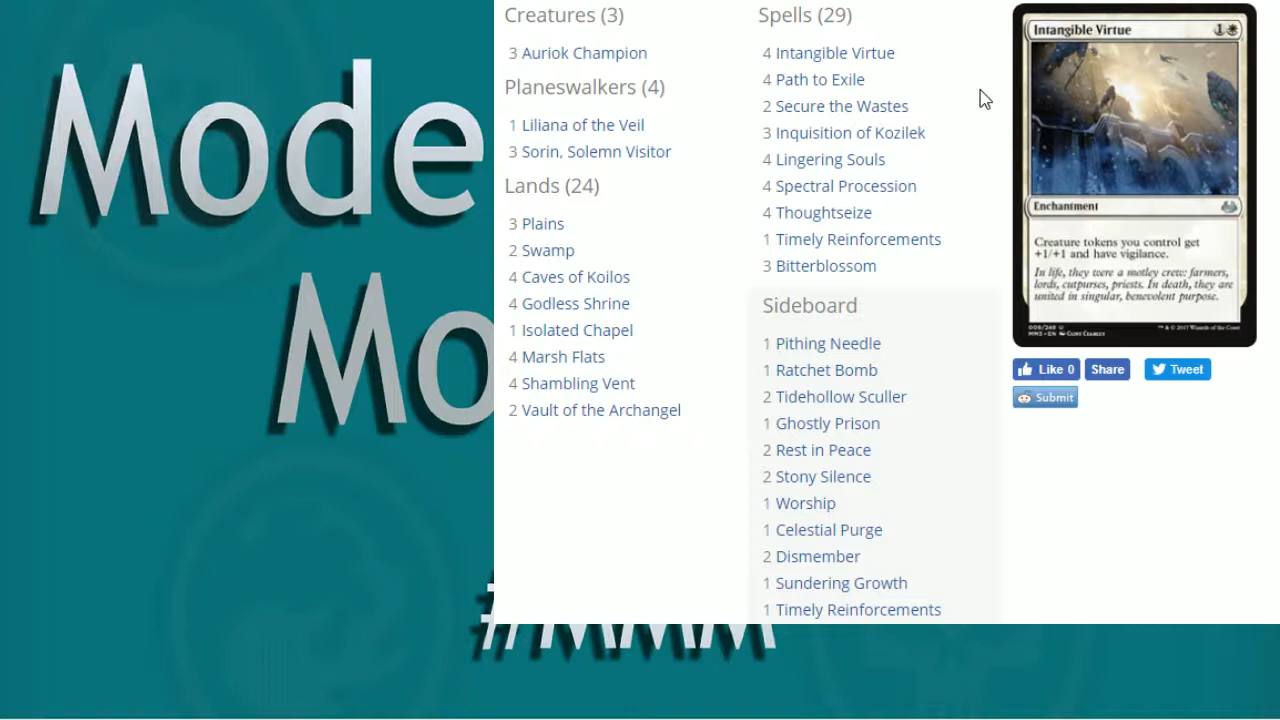 Mode
Mo
#MMM
Creatures (3)
3 Auriok Champion
Planeswalkers (4)
1 Liliana of the Veil
3 Sorin, Solemn Visitor
Lands (24)
3 Plains
2 Swamp
4 Caves of Koilos
4 Godless Shrine
1 Isolated Chapel
4 Marsh Flats
4 Shambling Vent
2 Vault of the Archangel
Spells (29)
4 Intangible Virtue
4 Path to Exile
2 Secure the Wastes
3 Inquisition of Kozilek
4 Lingering Souls
4 Spectral Procession
4 Thoughtseize
1 Timely Reinforcements
3 Bitterblossom
Sideboard
1 Pithing Needle
1 Ratchet Bomb
2 Tidehollow Sculler
1 Ghostly Prison
2 Rest in Peace
2 Stony Silence
1 Worship
1 Celestial Purge
2 Dismember
1 Sundering Growth
1 Timely Reinforcements
Intangible Virtue 1
Enchantment
Creature tokens you control get
+1/+1 and have vigilance.
In life, they were a motley crew: farmers,
lords, cutpurses, priests. In death, they are
united in singular, benevolent purpose.
Like 0 Share Tweet
Submit